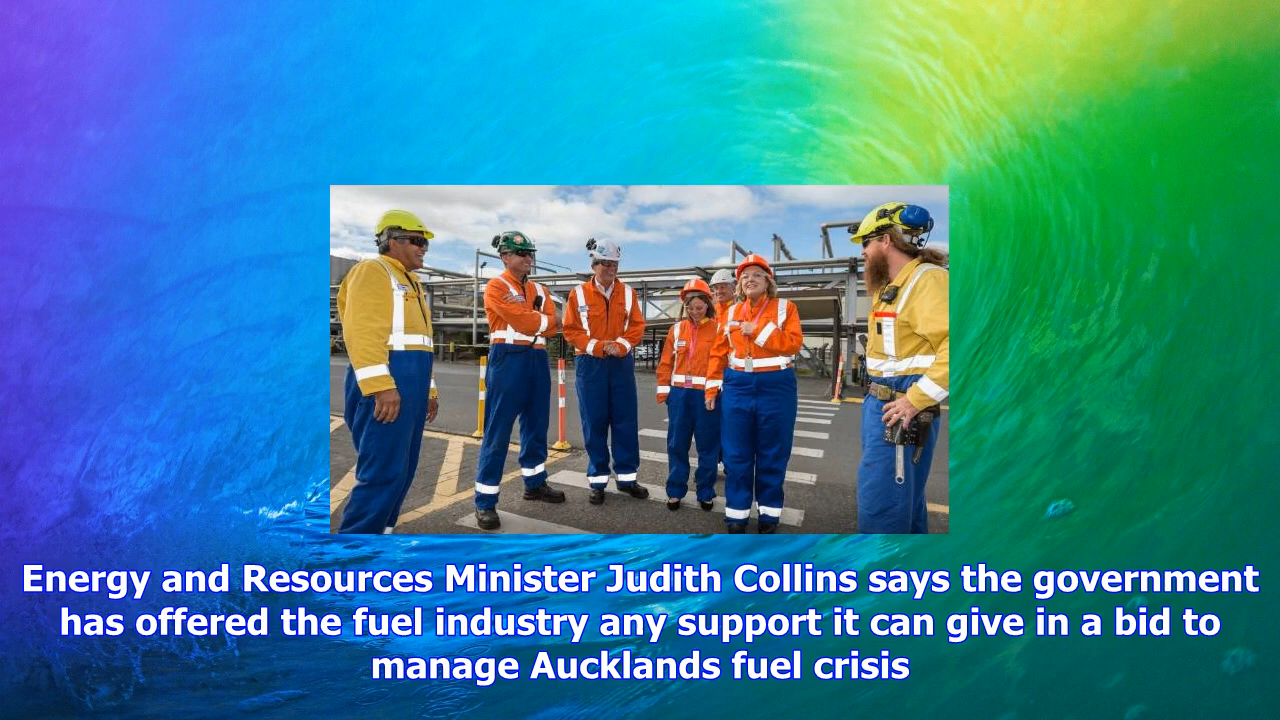 Energy and Resources Minister Judith Collins says the government
has offered the fuel industry any support it can give in a bid to
manage Aucklands fuel crisis